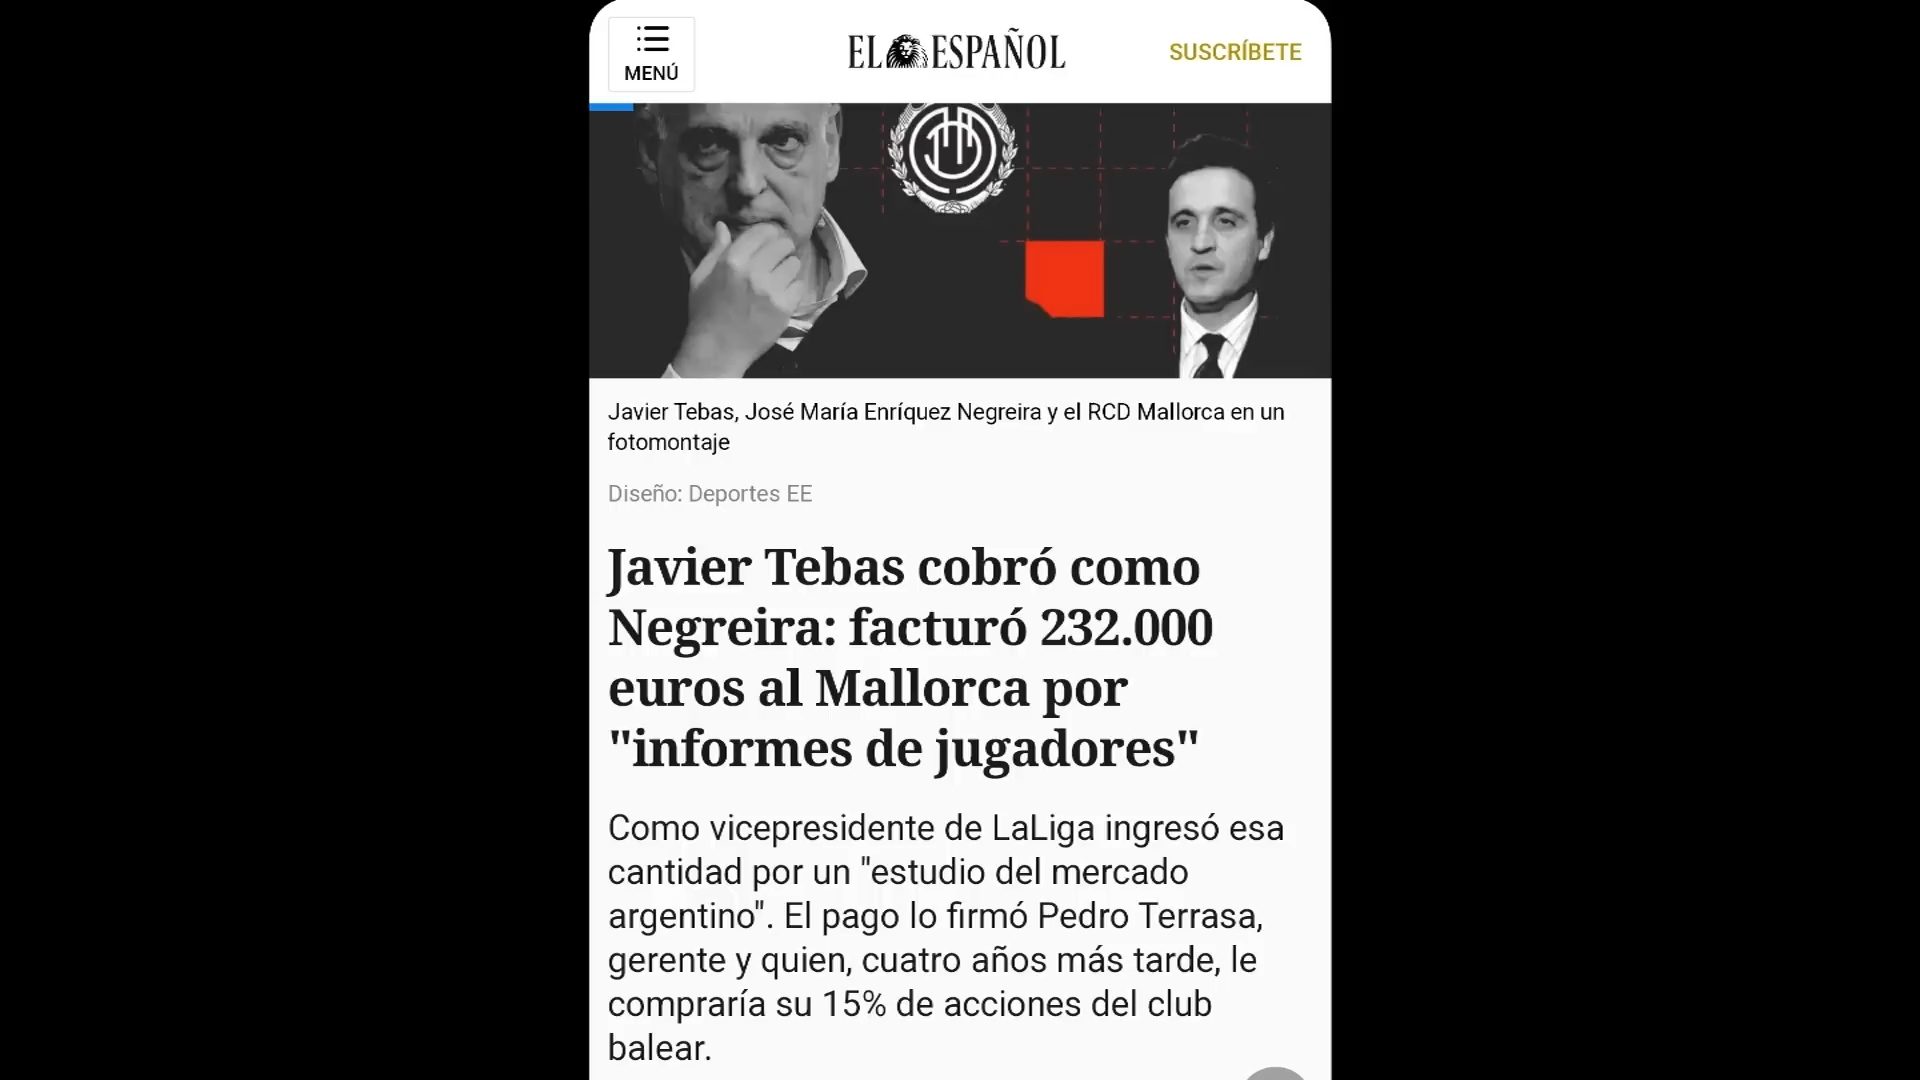 MENÚ
EL ESPAÑOL
SUSCRÍBETE
Javier Tebas, José María Enríquez Negreira y el RCD Mallorca en un
fotomontaje
Diseño: Deportes EE
Javier Tebas cobró como
Negreira: facturó 232.000
euros al Mallorca por
"informes de jugadores"
Como vicepresidente de LaLiga ingresó esa
cantidad por un "estudio del mercado
argentino". El pago lo firmó Pedro Terrasa,
gerente y quien, cuatro años más tarde, le
compraría su 15% de acciones del club
balear.